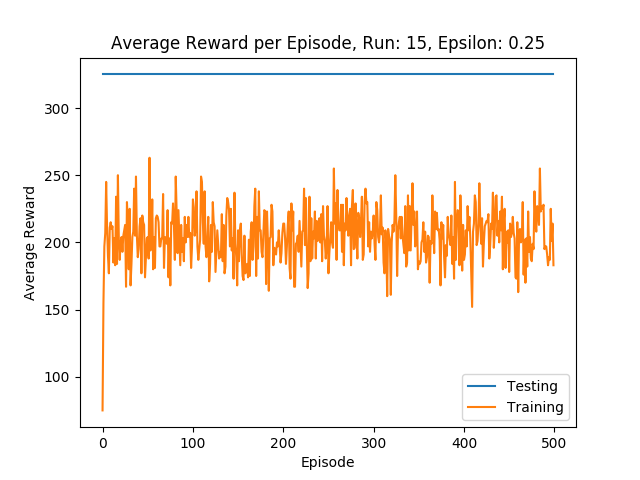 Average Reward per Episode, Run: 15, Epsilon: 0.25
Average Reward
300
250
200
150
100
Testing
Training
0
100
200
300
400
500
Episode